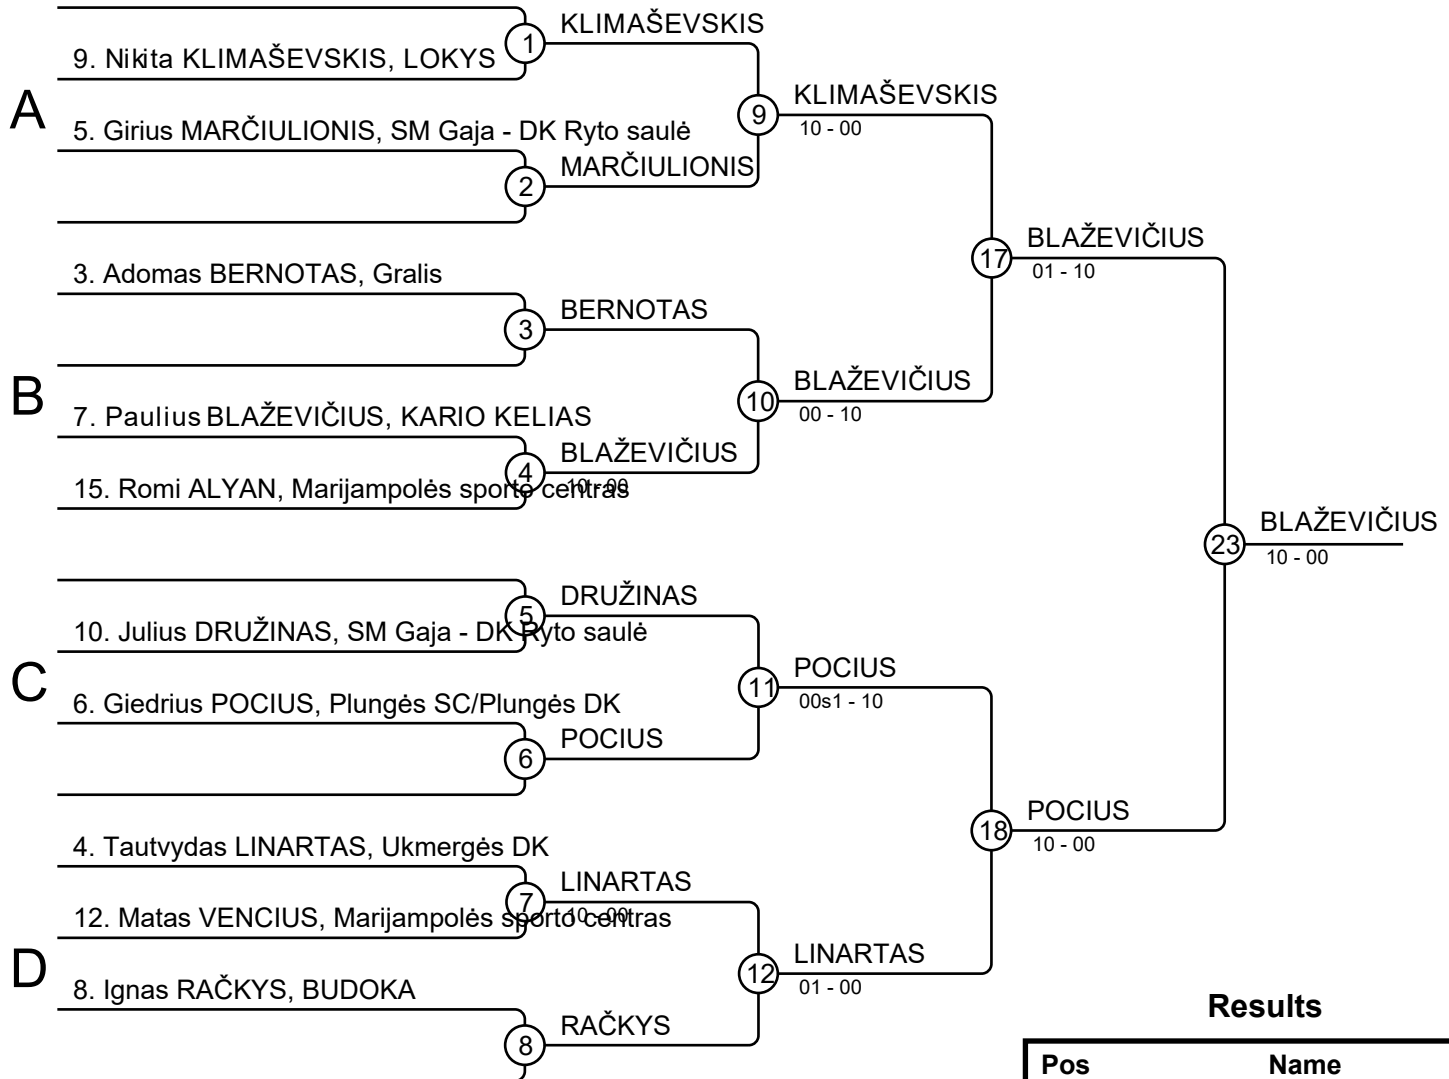 KLIMAŠEVSKIS
1
9. Nikita KLIMAŠEVSKIS, LOKYS
A
KLIMAŠEVSKIS
9
10 - 00
5. Girius MARČIULIONIS, SM Gaja - DK Ryto saulė
MARČIULIONIS
2
BLAŽEVIČIUS
17
01 - 10
3. Adomas BERNOTAS, Gralis
BERNOTAS
3
B
BLAŽEVIČIUS
10
00 - 10
7. Paulius BLAŽEVIČIUS, KARIO KELIAS
BLAŽEVIČIUS
4
10 - 00
15. Romi ALYAN, Marijampolės sporto centras
BLAŽEVIČIUS
23
10 - 00
DRUŽINAS
5
10. Julius DRUŽINAS, SM Gaja - DK Ryto saulė
C
POCIUS
11
00s1 - 10
6. Giedrius POCIUS, Plungės SC/Plungės DK
POCIUS
6
POCIUS
18
10 - 00
4. Tautvydas LINARTAS, Ukmergės DK
LINARTAS
7
10 - 00
12. Matas VENCIUS, Marijampolės sporto centras
D
LINARTAS
12
01 - 00
8. Ignas RAČKYS, BUDOKA
RAČKYS
8
Results
Pos Name